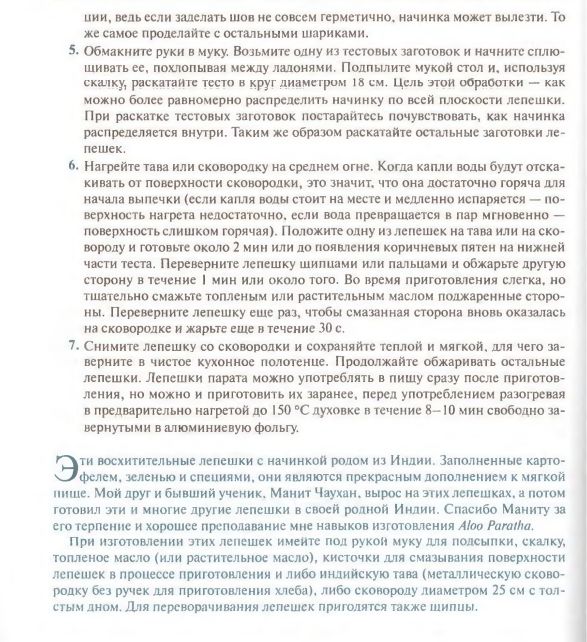 ции, ведь если заделать шов не совсем герметично, начинка может вылезти. То
же самое проделайте с остальными шариками.
5. Обмакните руки в муку. Возьмите одну из тестовых заготовок и начните сплю-
щивать ее, похлопывая между ладонями. Подпылите мукой стол и, используя
скалку, раскатайте тесто в круг диаметром 18 см. Цель этой обработки — как
можно более равномерно распределить начинку по всей плоскости лепешки.
При раскатке тестовых заготовок постарайтесь почувствовать, как начинка
распределяется внутри. Таким же образом раскатайте остальные заготовки ле-
пешек.
6. Нагрейте тава или сковородку на среднем огне. Когда капли воды будут отска-
кивать от поверхности сковородки, это значит, что она достаточно горяча для
начала выпечки (если капля воды стоит на месте и медленно испаряется — по-
верхность нагрета недостаточно, если вода превращается в пар мгновенно —
поверхность слишком горячая). Положите одну из лепешек на тава или на ско-
вороду и готовьте около 2 мин или до появления коричневых пятен на нижней
части теста. Переверните лепешку щипцами или пальцами и обжарьте другую
сторону в течение 1 мин или около того. Во время приготовления слегка, но
тщательно смажьте топленым или растительным маслом поджаренные сторо-
ны. Переверните лепешку еще раз, чтобы смазанная сторона вновь оказалась
на сковородке и жарьте еще в течение 30 с.
7. Снимите лепешку со сковородки и сохраняйте теплой и мягкой, для чего за-
верните в чистое кухонное полотенце. Продолжайте обжаривать остальные
лепешки. Лепешки парата можно употреблять в пищу сразу после приготов-
ления, но можно и приготовить их заранее, перед употреблением разогревая
в предварительно нагретой до 150 °С духовке в течение 8–10 мин свободно за-
вернутыми в алюминиевую фольгу.
Эти восхитительные лепешки с начинкой родом из Индии. Заполненные карто-
фелем, зеленью и специями, они являются прекрасным дополнением к мягкой
пище. Мой друг и бывший ученик, Манит Чаухан, вырос на этих лепешках, а потом
готовил эти и многие другие лепешки в своей родной Индии. Спасибо Маниту за
его терпение и хорошее преподавание мне навыков изготовления Aloo Paratha.
При изготовлении этих лепешек имейте под рукой муку для подсыпки, скалку,
топленое масло (или растительное масло), кисточки для смазывания поверхности
лепешек в процессе приготовления и либо индийскую тава (металлическую сково-
родку без ручек для приготовления хлеба), либо сковороду диаметром 25 см с тол-
стым дном. Для переворачивания лепешек пригодятся также щипцы.